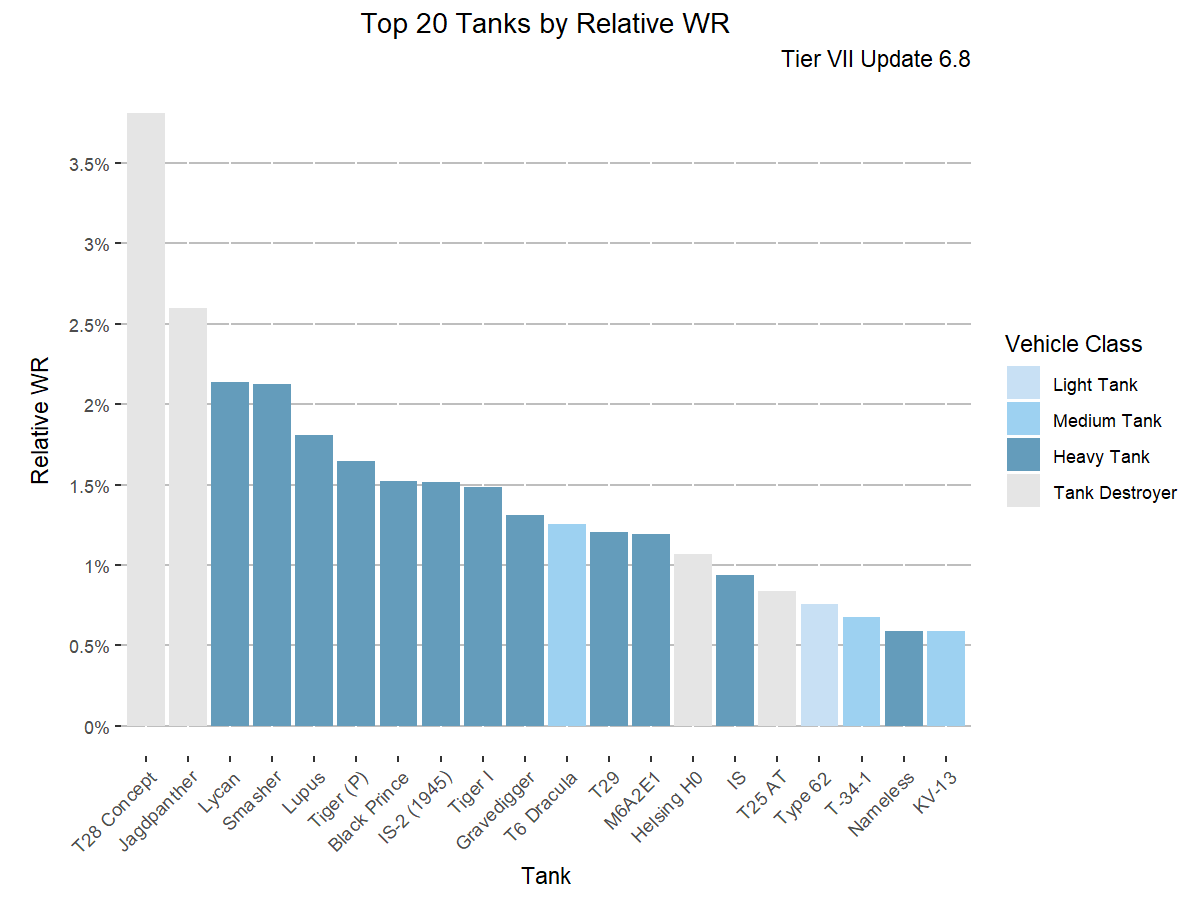 Top 20 Tanks by Relative WR
Tier VII Update 6.8
Relative WR
3.5%
3%
2.5%
2%
1.5%
1%
0.5%
0%
T28 Concept
Jagdpanther
Lycan
Smasher
Lupus
Tiger (P)
Black Prince
IS-2 (1945)
Tiger I
Gravedigger
T6 Dracula
T29
M6A2E1
Helsing H0
IS
T25 AT
Type 62
T-34-1
Nameless
KV-13
Tank
Vehicle Class
Light Tank
Medium Tank
Heavy Tank
Tank Destroyer